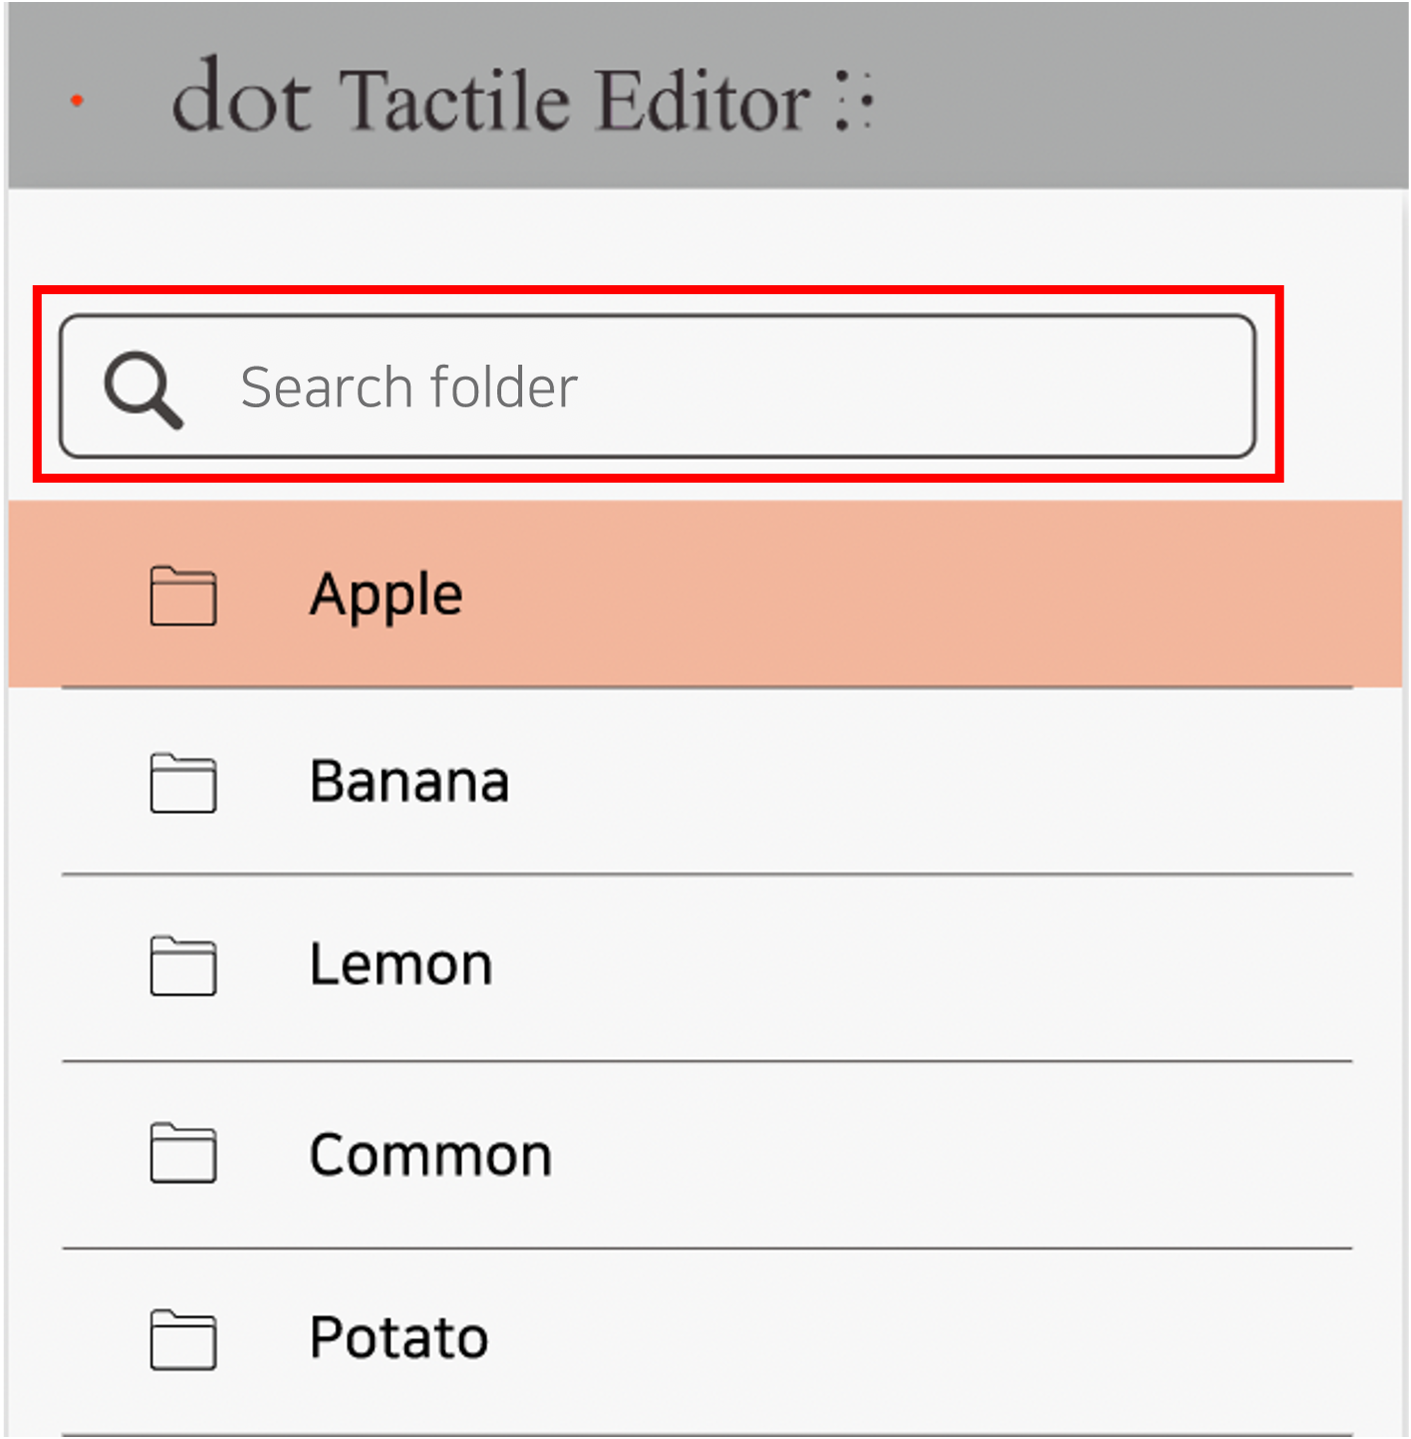 dot Tactile Editor
Search folder
Apple
Banana
Lemon
Common
Potato